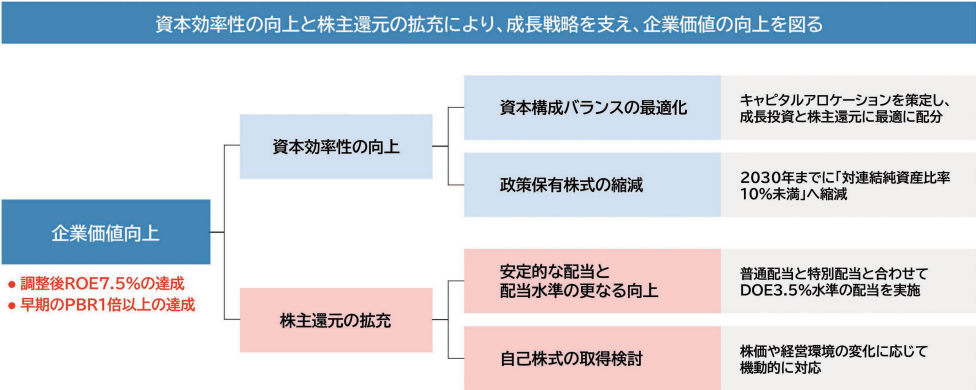 資本効率性の向上と株主還元の拡充により、成長戦略を支え、企業価値の向上を図る
企業価値向上
● 調整後ROE7.5%の達成
● 早期のPBR1倍以上の達成
資本効率性の向上
資本構成バランスの最適化
キャピタルアロケーションを策定し、
成長投資と株主還元に最適に配分
政策保有株式の縮減
2030年までに「対連結純資産比率
10%未満」へ縮減
株主還元の拡充
安定的な配当と
配当水準の更なる向上
普通配当と特別配当と合わせて
DOE3.5%水準の配当を実施
自己株式の取得検討
株価や経営環境の変化に応じて
機動的に対応